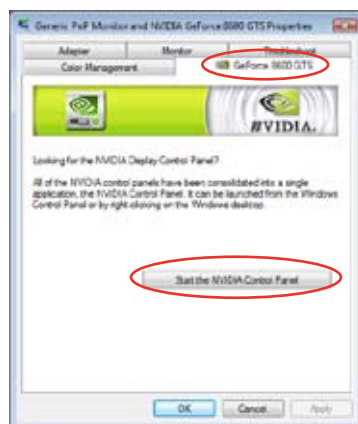 Generic PnP Monitor and NVIDIA GeForce 8600 GTS Properties
Adapter Monitor Troubleshoot
Color Management GeForce 8600 GTS
NVIDIA.
Looking for the NVIDIA Display Control Panel?
All of the NVIDIA control panels have been consolidated into a single
application, the NVIDIA Control Panel. It can be launched from the Windows
Control Panel or by right clicking on the Windows desktop.
Start the NVIDIA Control Panel
OK Cancel Apply